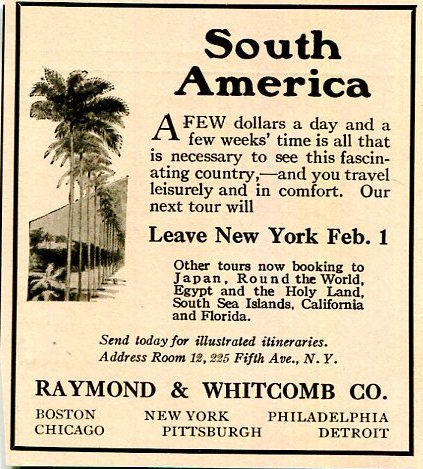 South
America
A FEW dollars a day and a
few weeks' time is all that
is necessary to see this fascin-
ating country,—and you travel
leisurely and in comfort. Our
next tour will
Leave New York Feb. 1
Other tours now booking to
Japan, Round the World,
Egypt and the Holy Land,
South Sea Islands, California
and Florida.
Send today for illustrated itineraries.
Address Room 12, 225 Fifth Ave., N. Y.
RAYMOND & WHITCOMB CO.
BOSTON NEW YORK PHILADELPHIA
CHICAGO PITTSBURGH DETROIT